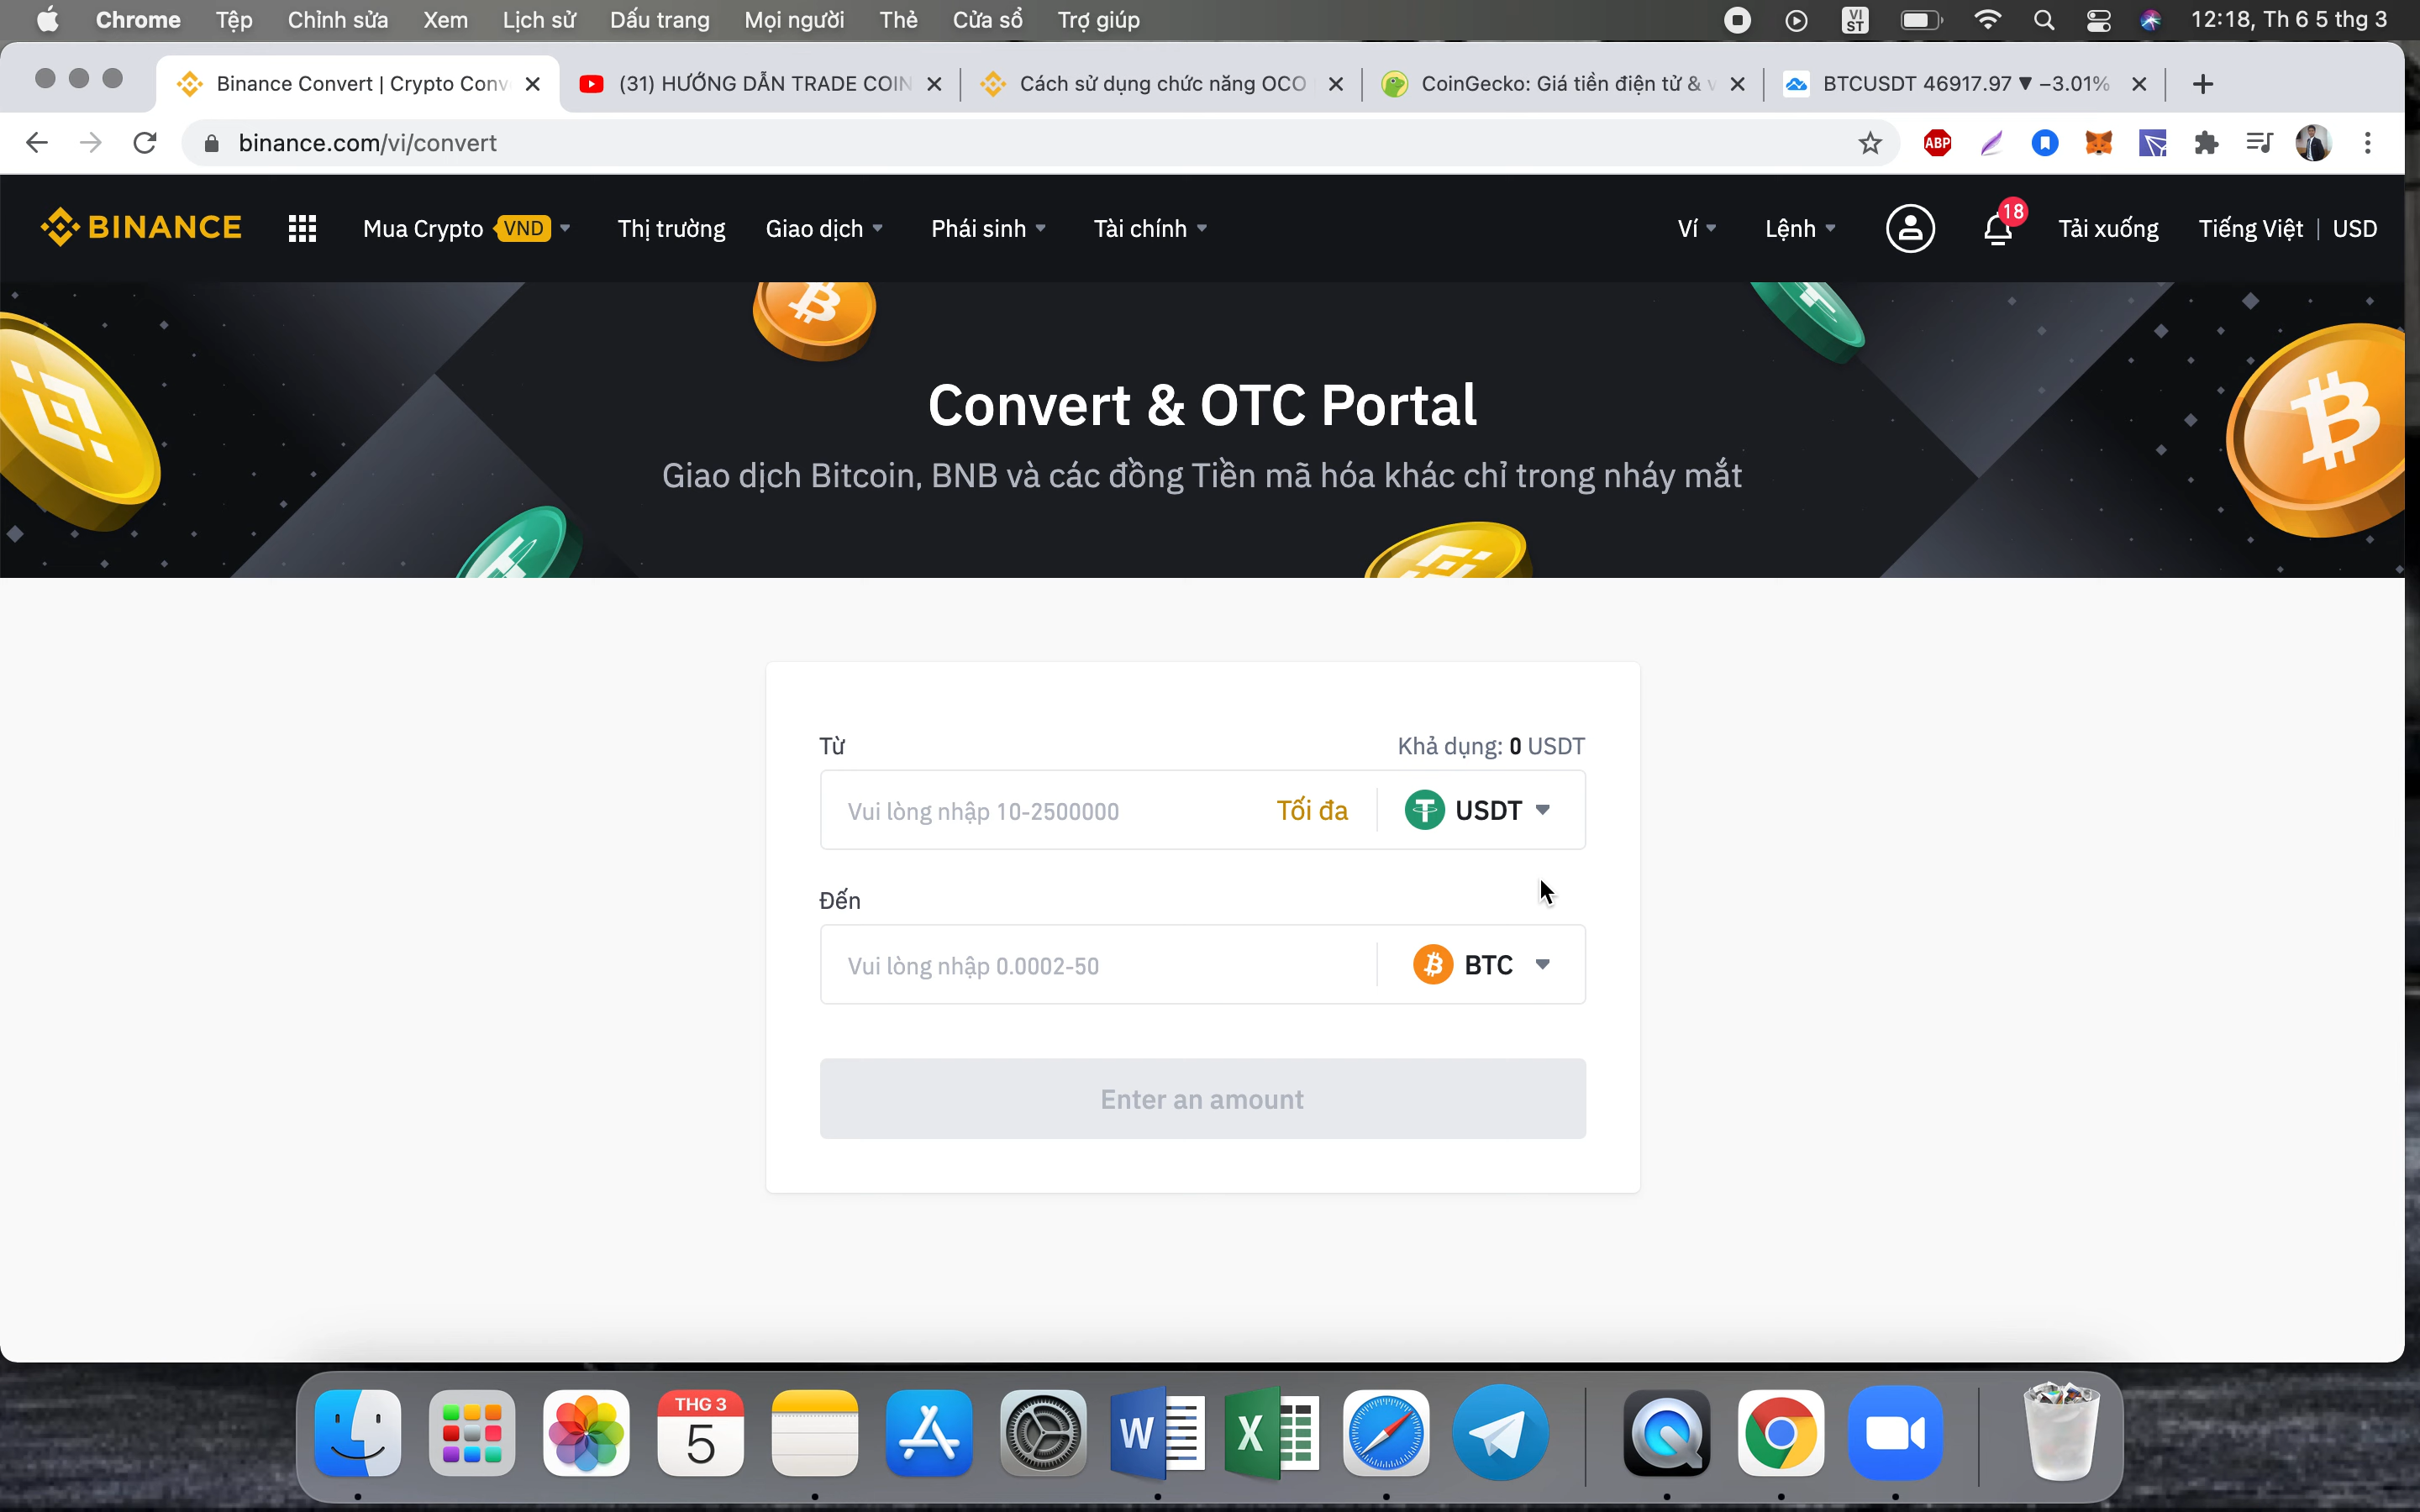 Chrome Tệp Chỉnh sửa Xem Lịch sử Dấu trang Mọi người Thẻ Cửa sổ Trợ giúp VI ST 12:18, Th 6 5 thg 3
Binance Convert | Crypto Conv (31) HƯỚNG DẪN TRADE COIN Cách sử dụng chức năng OCO CoinGecko: Giá tiền điện tử & BTCUSDT 46917.97 ▼ −3.01%
binance.com/vi/convert ABP
BINANCE Mua Crypto VND Thị trường Giao dịch Phái sinh Tài chính Ví Lệnh 18 Tải xuống Tiếng Việt | USD
Convert & OTC Portal
Giao dịch Bitcoin, BNB và các đồng Tiền mã hóa khác chỉ trong nháy mắt
Từ Khả dụng: 0 USDT
Vui lòng nhập 10-2500000 Tối đa USDT
Đến
Vui lòng nhập 0.0002-50 BTC
Enter an amount
THG 3
5 W X